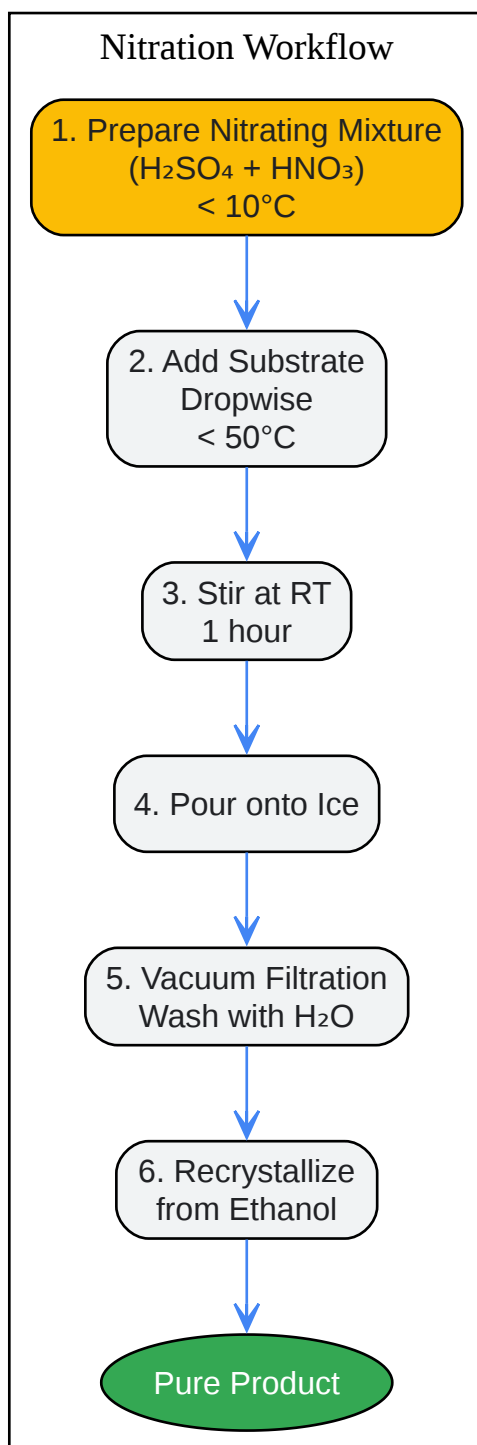 Nitration Workflow
1. Prepare Nitrating Mixture
(H₂SO₄ + HNO₃)
< 10°C
2. Add Substrate
Dropwise
< 50°C
3. Stir at RT
1 hour
4. Pour onto Ice
5. Vacuum Filtration
Wash with H₂O
6. Recrystallize
from Ethanol
Pure Product